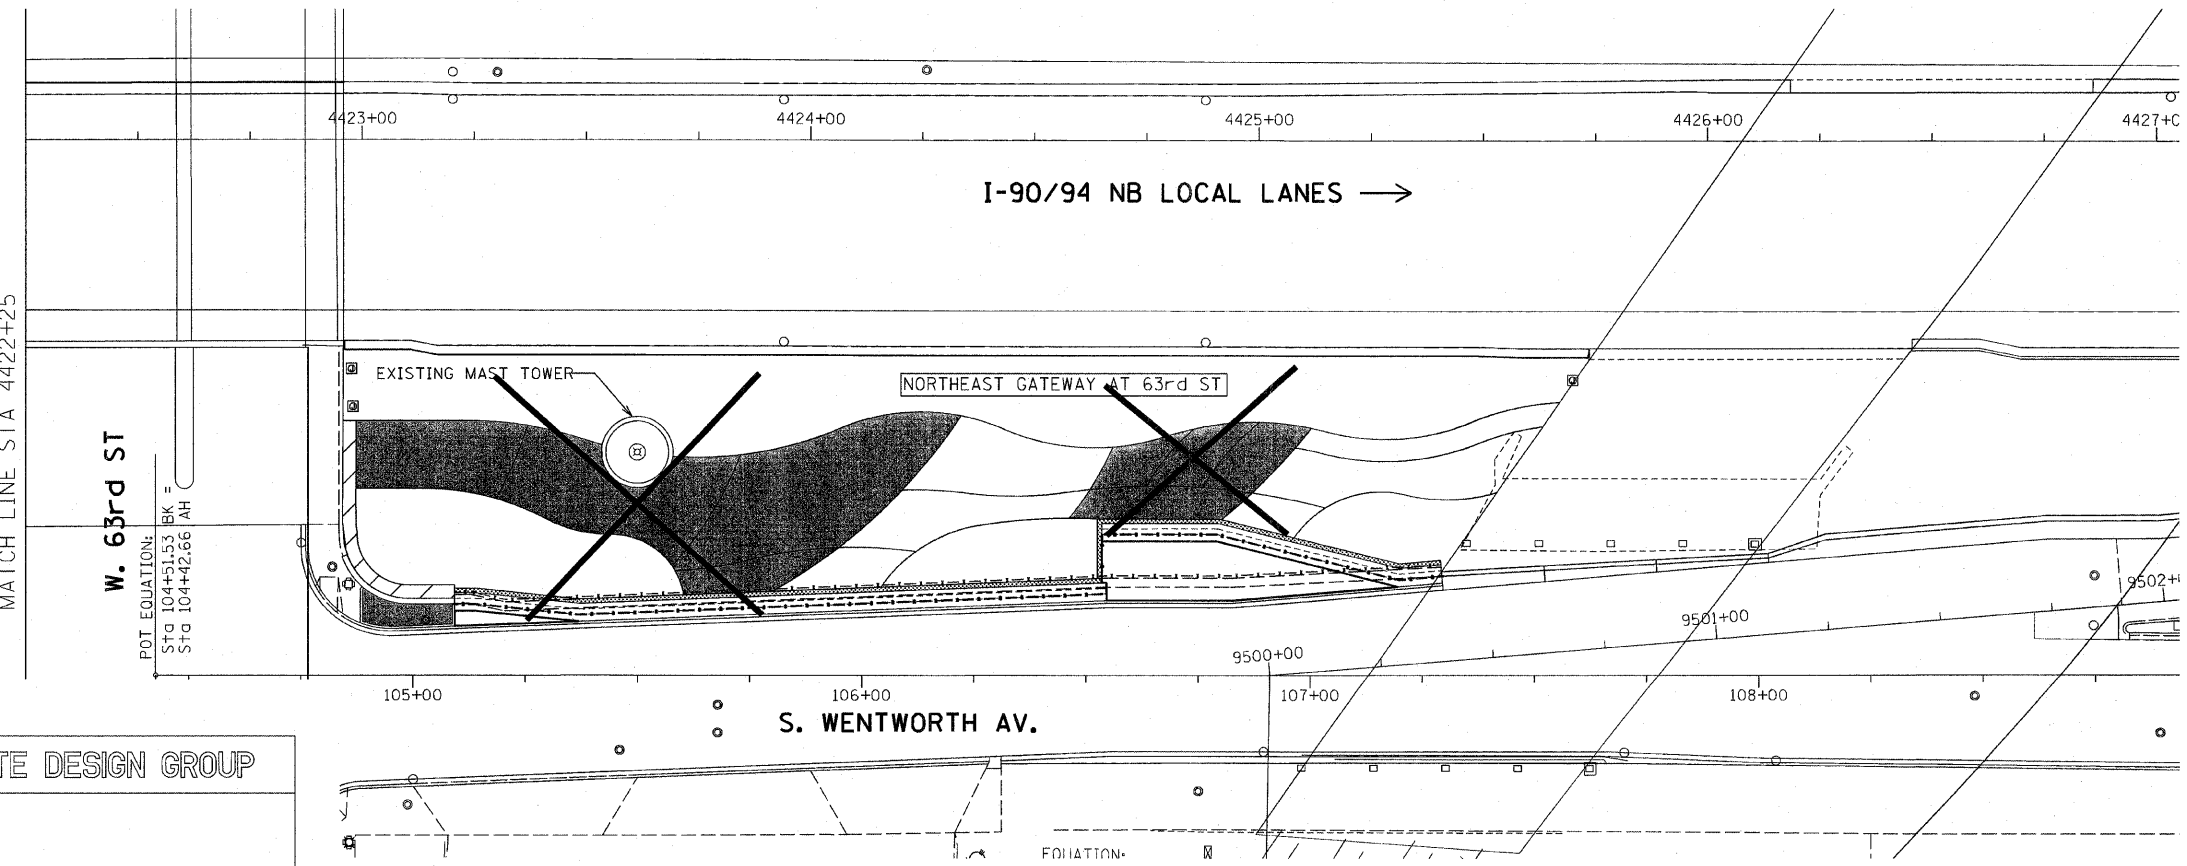 4423+00
4424+00
4425+00
4426+00
4427+0
I-90/94 NB LOCAL LANES
MATCH LINE STA 4422+25
EXISTING MAST TOWER
NORTHEAST GATEWAY AT 63rd ST
W. 63rd ST
POT EQUATION:
Sta 104+51.53 BK =
Sta 104+42.66 AH
9502+
9501+00
9500+00
105+00
106+00
107+00
108+00
S. WENTWORTH AV.
TE DESIGN GROUP
EQUATION: